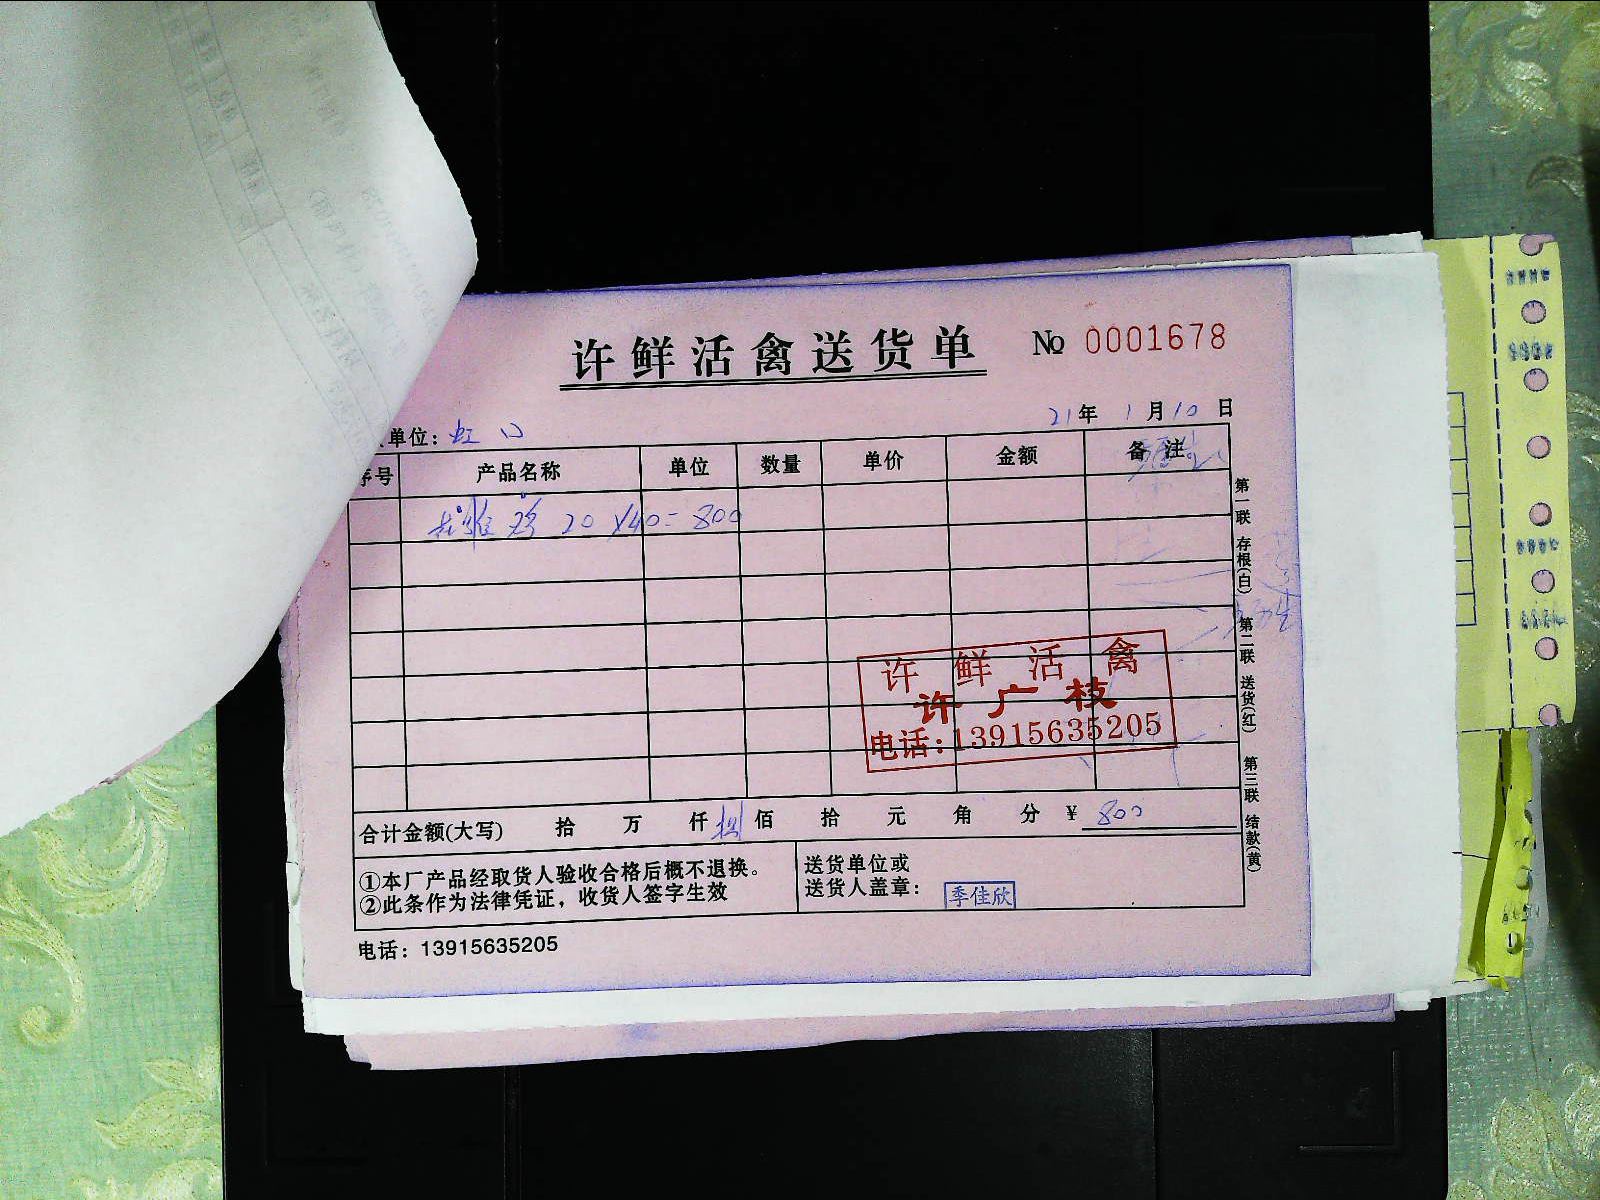 许鲜活禽送货单 № 0001678
21年 1月10日
单位：虹口
序号 产品名称 单位 数量 单价 金额 备注
草鸡 20×40=800
许鲜活禽
许广枝
电话:13915635205
合计金额(大写) 拾 万 仟 捌佰 拾 元 角 分 ¥ 800
①本厂产品经取货人验收合格后概不退换。
②此条作为法律凭证，收货人签字生效
送货单位或
送货人盖章：季佳欣
电话：13915635205
第一联 存根(白) 第二联 送货(红) 第三联 结款(黄)